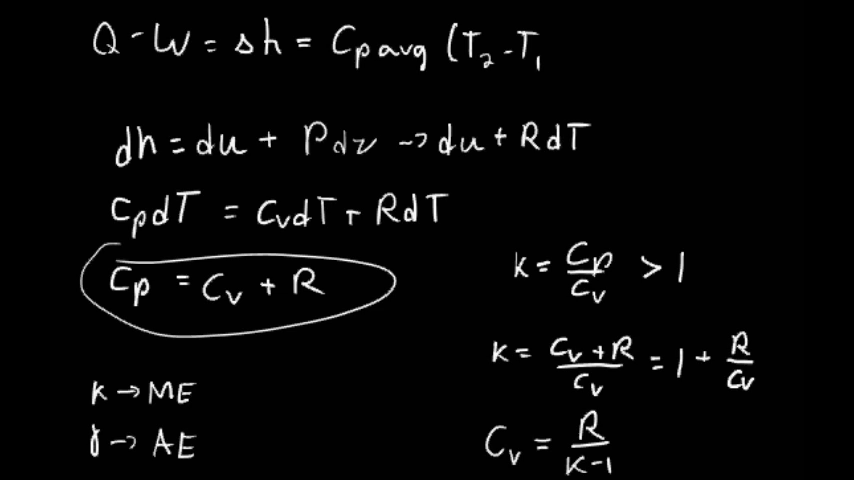 Q - W = Δh = Cp avg (T₂ - T₁
dh = du + Pdv → du + RdT
CpdT = CvdT + RdT
Cp = Cv + R
k = Cp/Cv > 1
k = (Cv + R)/Cv = 1 + R/Cv
k → ME
γ → AE
Cv = R/(k-1)